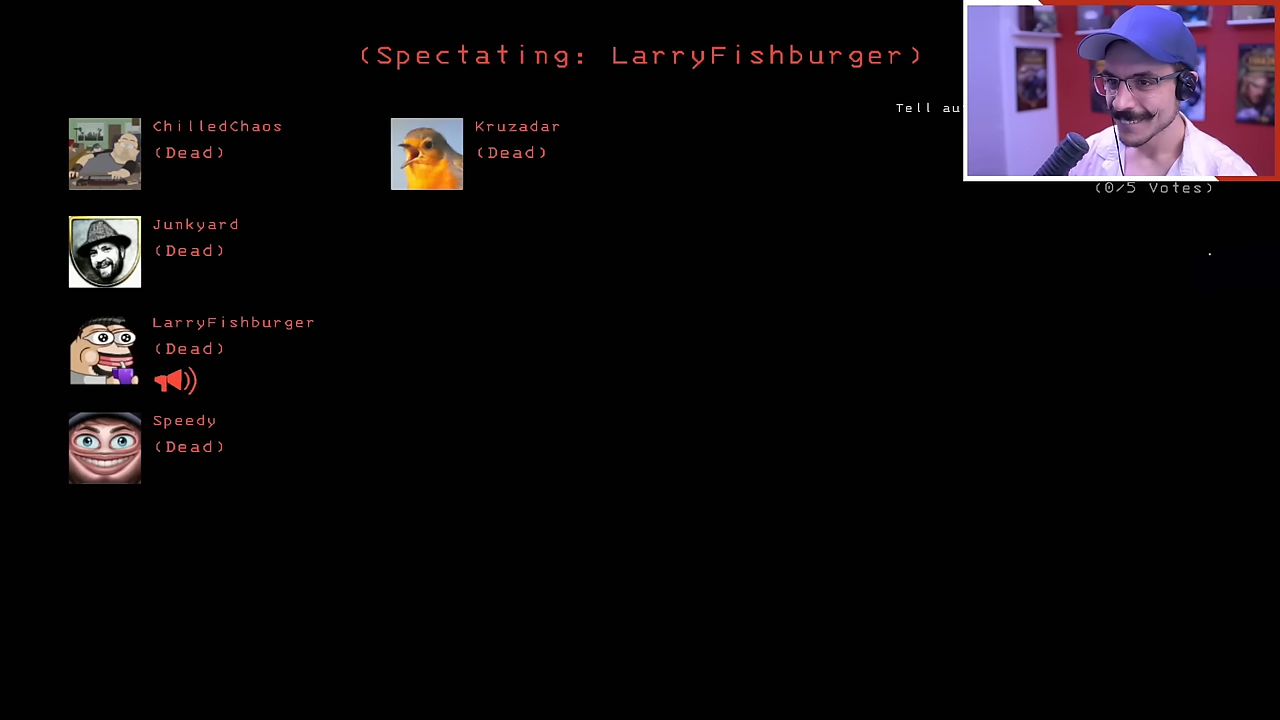 (Spectating: LarryFishburger)
Tell au
(0/5 Votes)
ChilledChaos
(Dead)
Kruzadar
(Dead)
Junkyard
(Dead)
LarryFishburger
(Dead)
Speedy
(Dead)